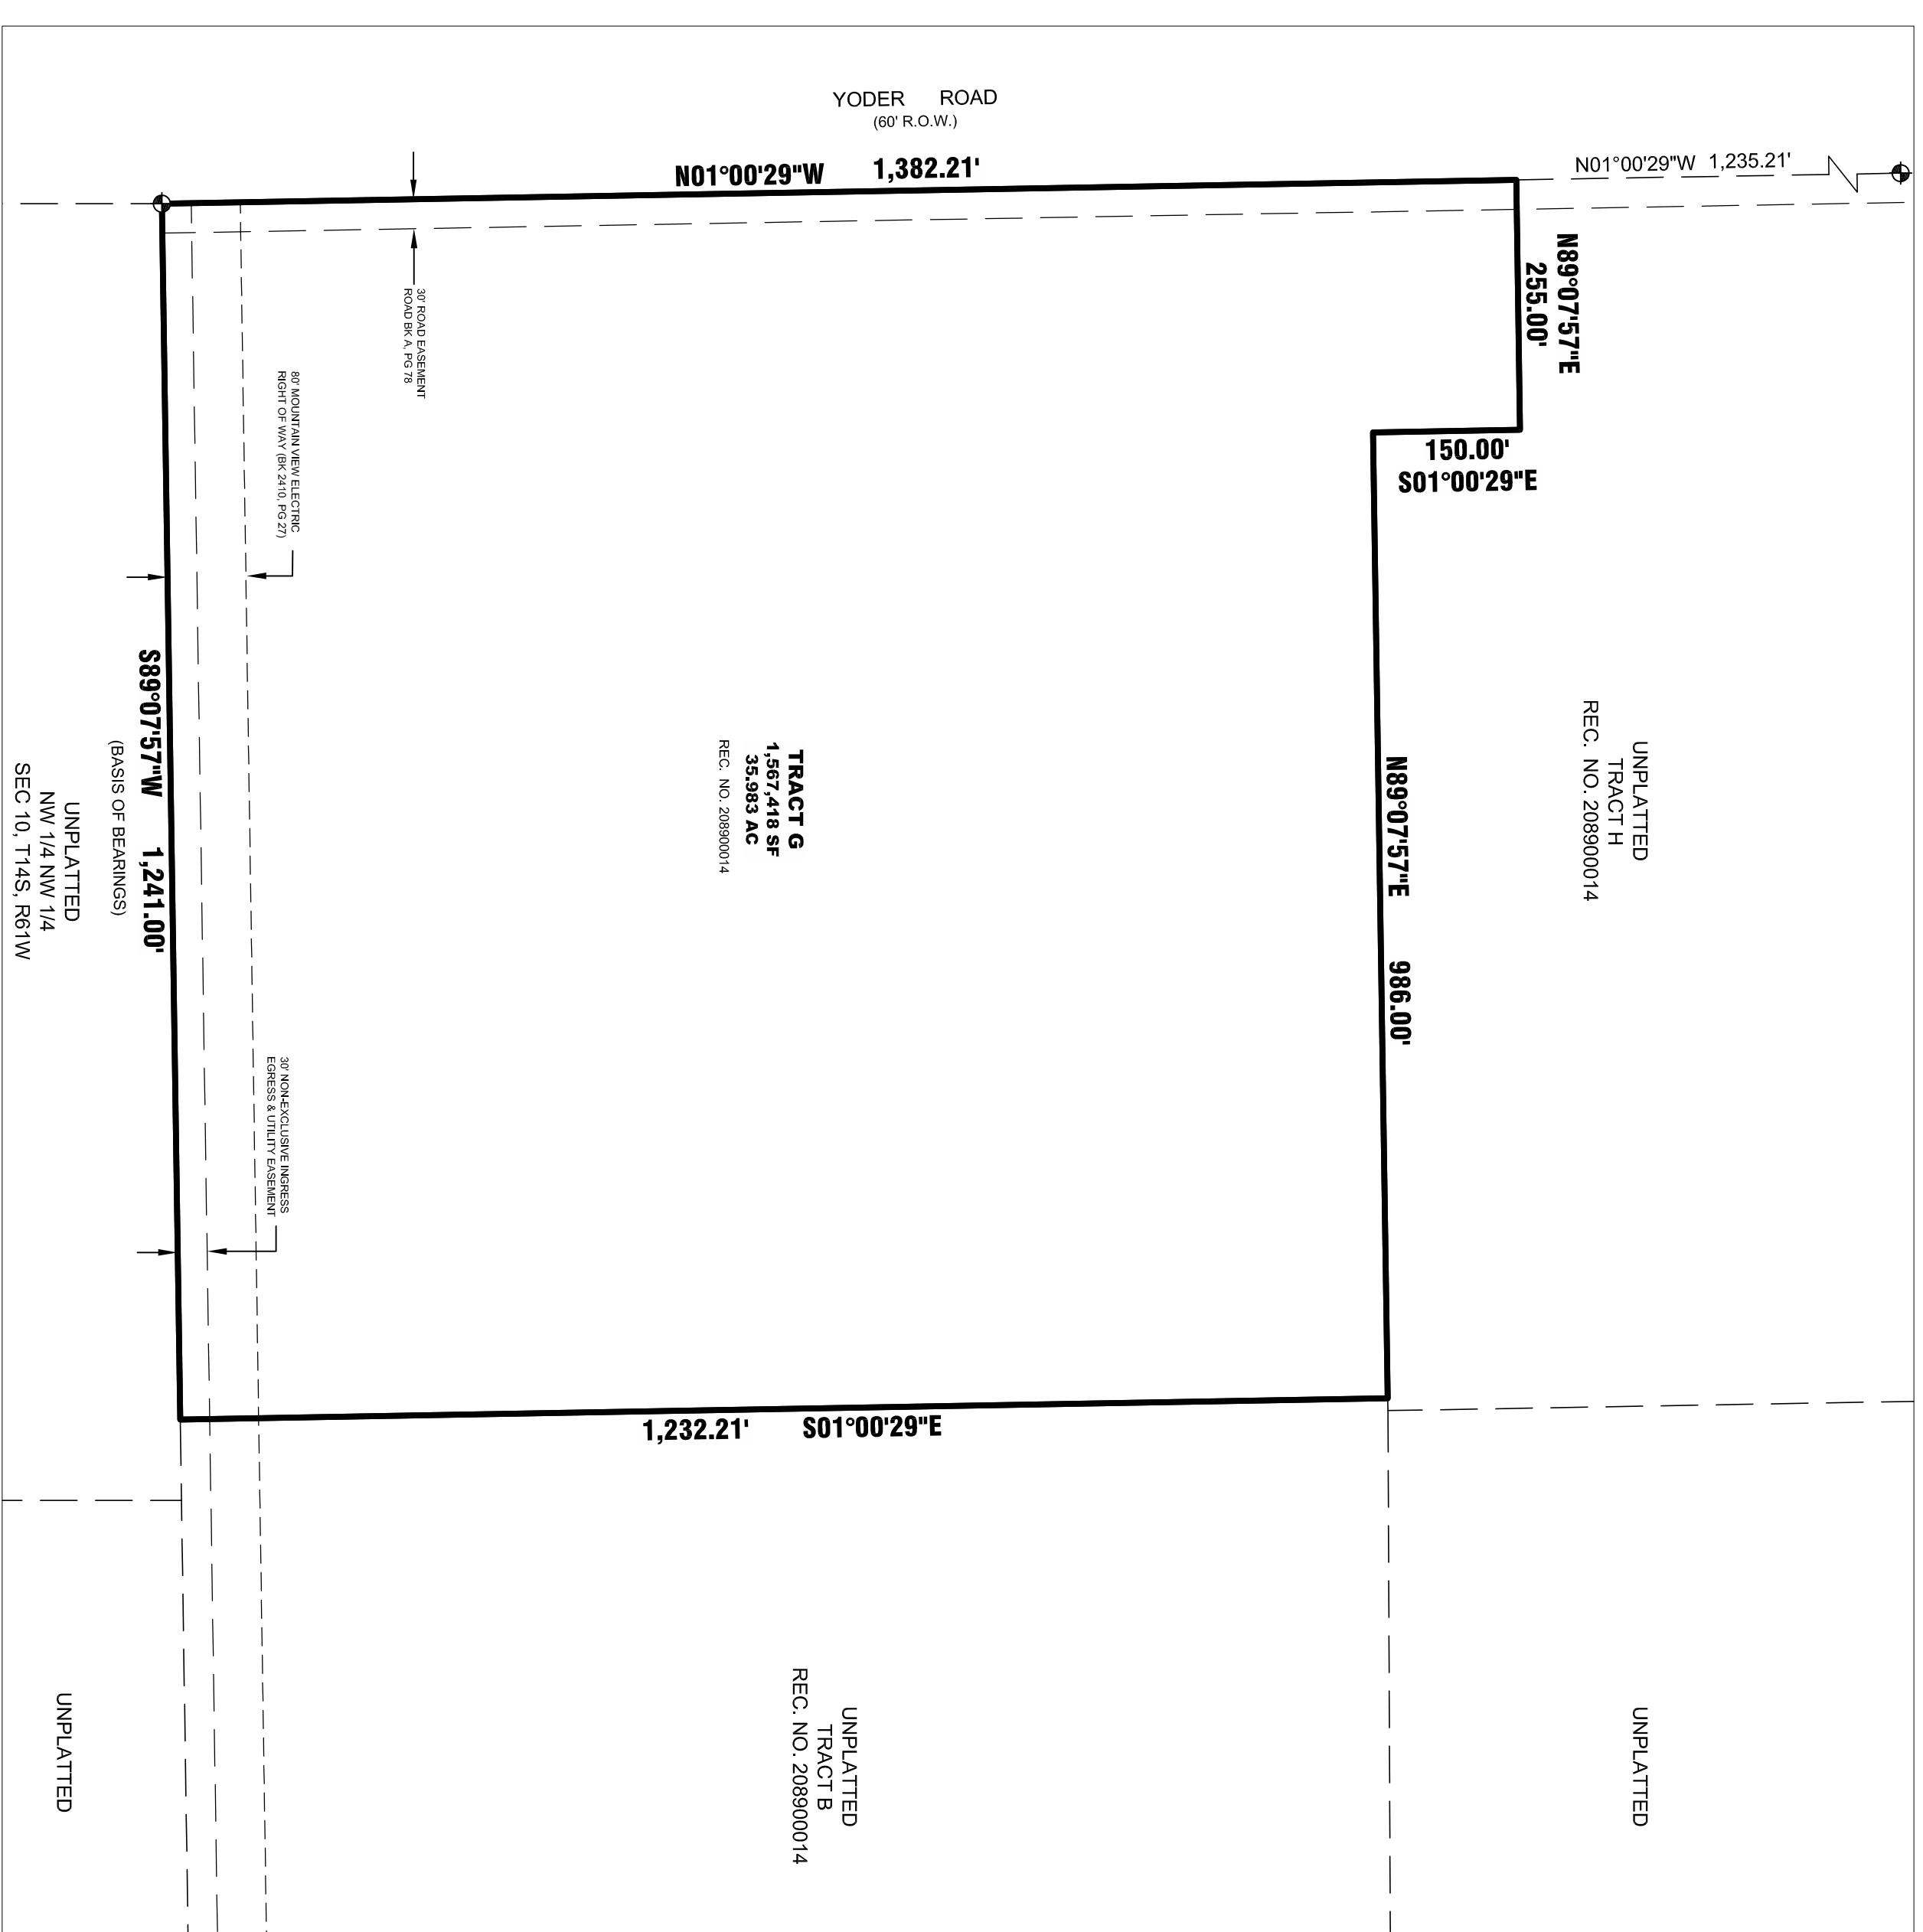 YODER ROAD
(60' R.O.W.)
N01°00'29"W 1,382.21'
N01°00'29"W 1,235.21'
N89°07'57"E
255.00'
150.00'
S01°00'29"E
30' ROAD EASEMENT
ROAD BK A, PG 78
80' MOUNTAIN VIEW ELECTRIC
RIGHT OF WAY (BK 2410, PG 27)
UNPLATTED
TRACT H
REC. NO. 208900014
N89°07'57"E 986.00'
TRACT G
1,567,418 SF
35.983 AC
REC. NO. 208900014
S89°07'57"W 1,241.00'
(BASIS OF BEARINGS)
UNPLATTED
NW 1/4 NW 1/4
SEC 10, T14S, R61W
30' NON-EXCLUSIVE INGRESS
EGRESS & UTILITY EASEMENT
1,232.21' S01°00'29"E
UNPLATTED
UNPLATTED
TRACT B
REC. NO. 208900014
UNPLATTED